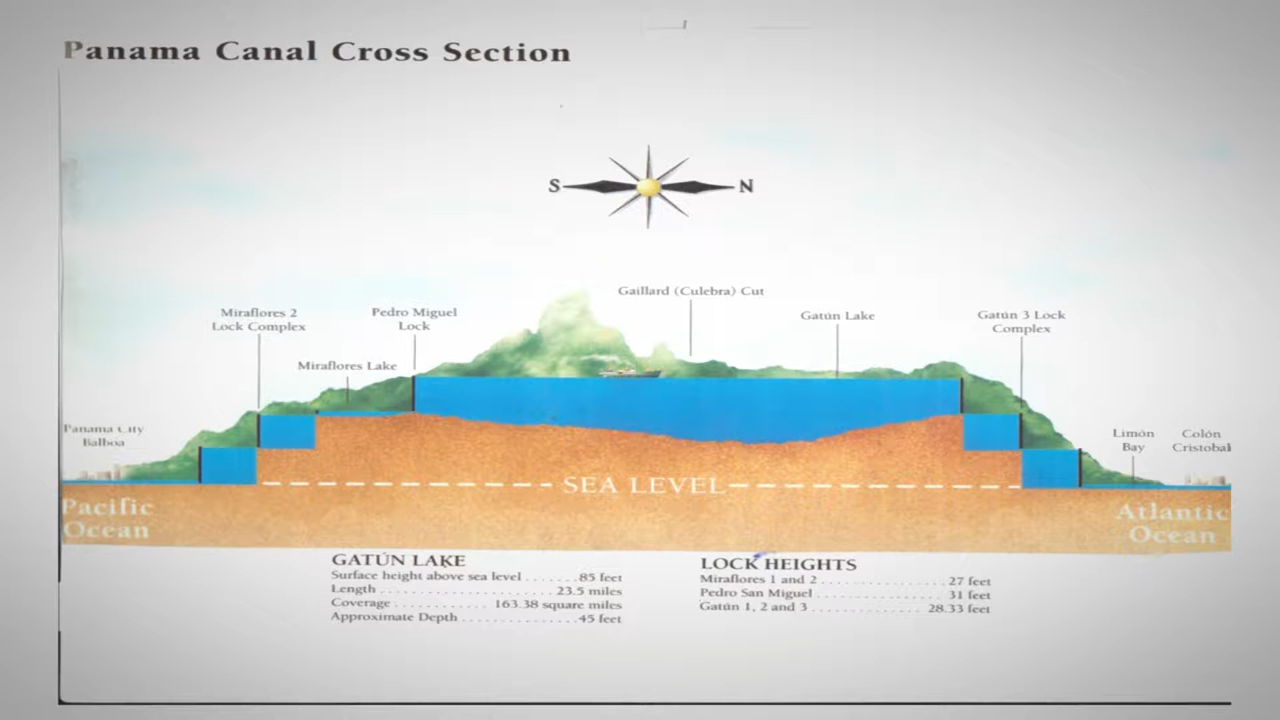 Panama Canal Cross Section
S N
Gaillard (Culebra) Cut
Miraflores 2
Lock Complex
Pedro Miguel
Lock
Gatún Lake
Gatún 3 Lock
Complex
Miraflores Lake
Panama City
Balboa
Limón
Bay
Colón
Cristobal
SEA LEVEL
Pacific
Ocean
Atlantic
Ocean
GATÚN LAKE
Surface height above sea level . . . . . . . 85 feet
Length . . . . . . . . . . . . . . . . . . . . . . . . 23.5 miles
Coverage . . . . . . . . . . . . 163.38 square miles
Approximate Depth . . . . . . . . . . . . . . . 45 feet
LOCK HEIGHTS
Miraflores 1 and 2 . . . . . . . . . . . . . . . . . 27 feet
Pedro San Miguel . . . . . . . . . . . . . . . . . 31 feet
Gatún 1, 2 and 3 . . . . . . . . . . . . . . . 28.33 feet